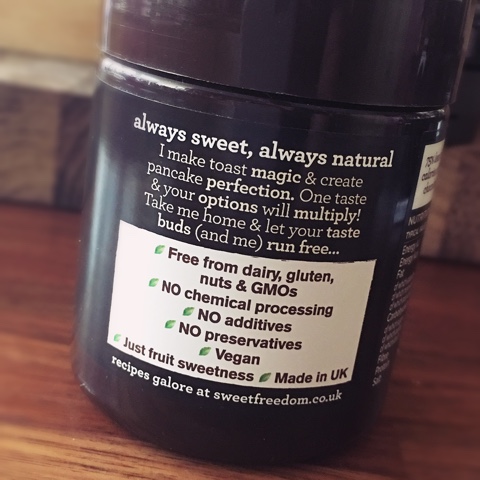 always sweet, always natural
I make toast magic & create
pancake perfection. One taste
& your options will multiply!
Take me home & let your taste
buds (and me) run free...
Free from dairy, gluten,
nuts & GMOs
NO chemical processing
NO additives
NO preservatives
Vegan
Just fruit sweetness Made in UK
recipes galore at sweetfreedom.co.uk